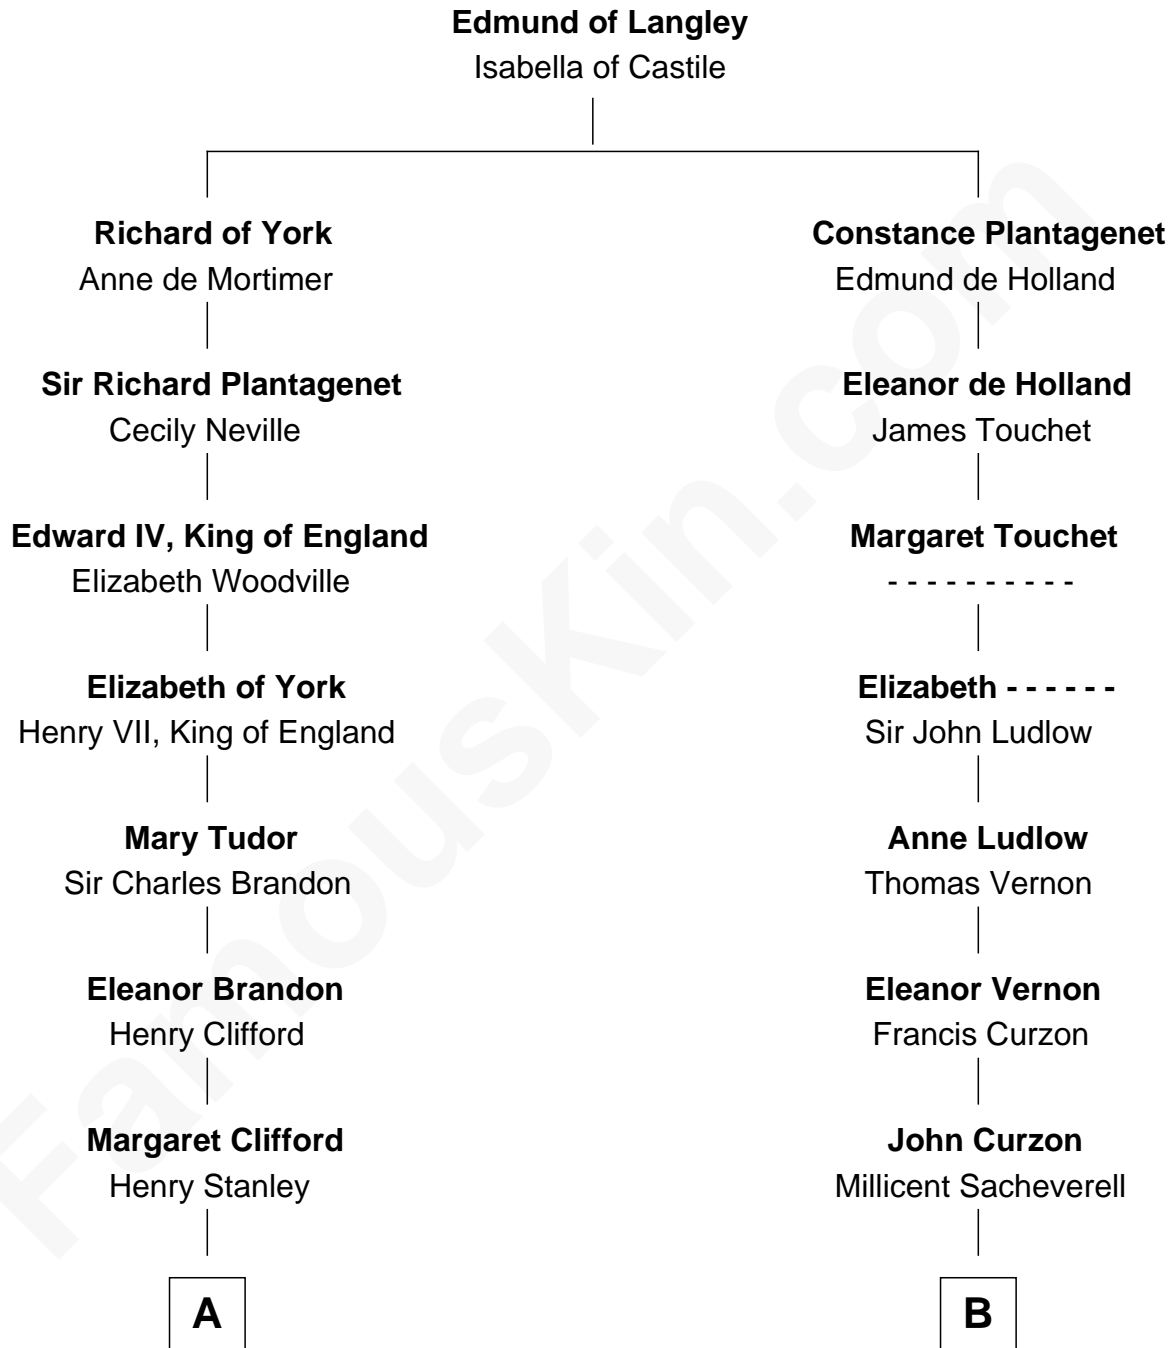 Edmund of Langley
Isabella of Castile
Richard of York
Anne de Mortimer
Sir Richard Plantagenet
Cecily Neville
Edward IV, King of England
Elizabeth Woodville
Elizabeth of York
Henry VII, King of England
Mary Tudor
Sir Charles Brandon
Eleanor Brandon
Henry Clifford
Margaret Clifford
Henry Stanley
A
Constance Plantagenet
Edmund de Holland
Eleanor de Holland
James Touchet
Margaret Touchet
- - - - - - - - - -
Elizabeth - - - - - -
Sir John Ludlow
Anne Ludlow
Thomas Vernon
Eleanor Vernon
Francis Curzon
John Curzon
Millicent Sacheverell
B
FamousKin.com